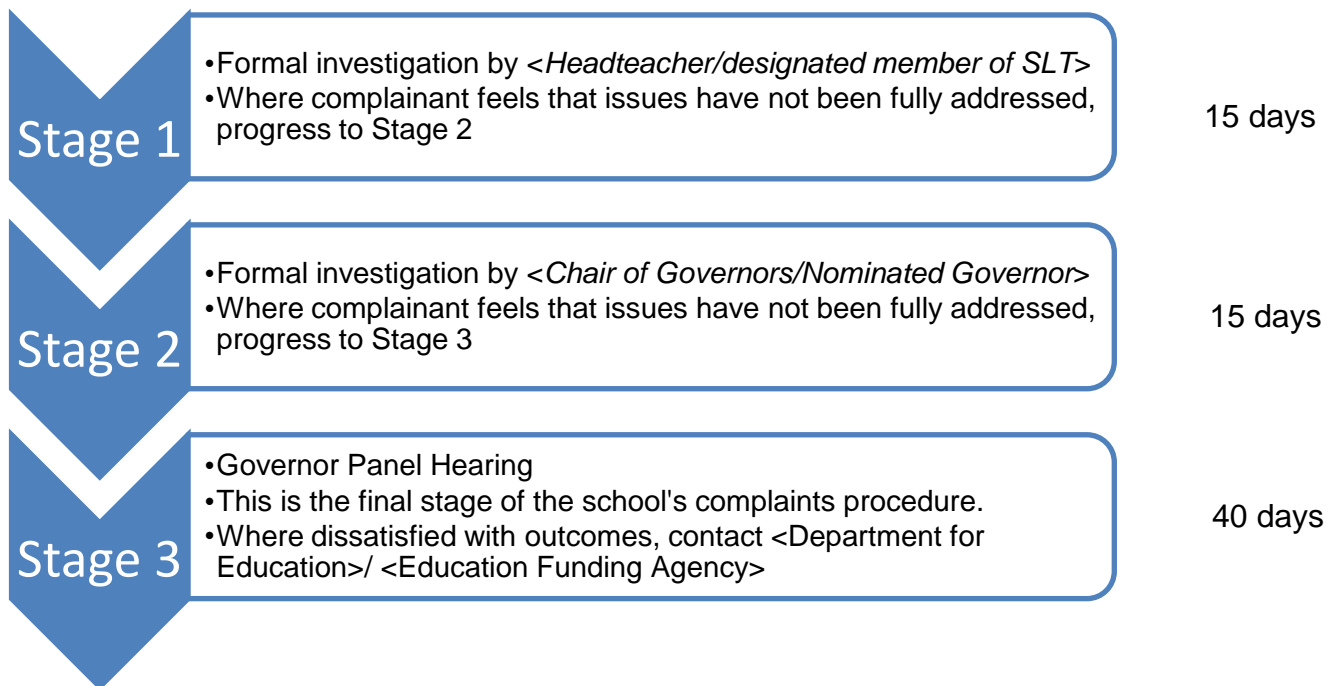 Stage 1
•Formal investigation by <Headteacher/designated member of SLT>
•Where complainant feels that issues have not been fully addressed,
progress to Stage 2
15 days
Stage 2
•Formal investigation by <Chair of Governors/Nominated Governor>
•Where complainant feels that issues have not been fully addressed,
progress to Stage 3
15 days
Stage 3
•Governor Panel Hearing
•This is the final stage of the school's complaints procedure.
•Where dissatisfied with outcomes, contact <Department for
Education>/ <Education Funding Agency>
40 days